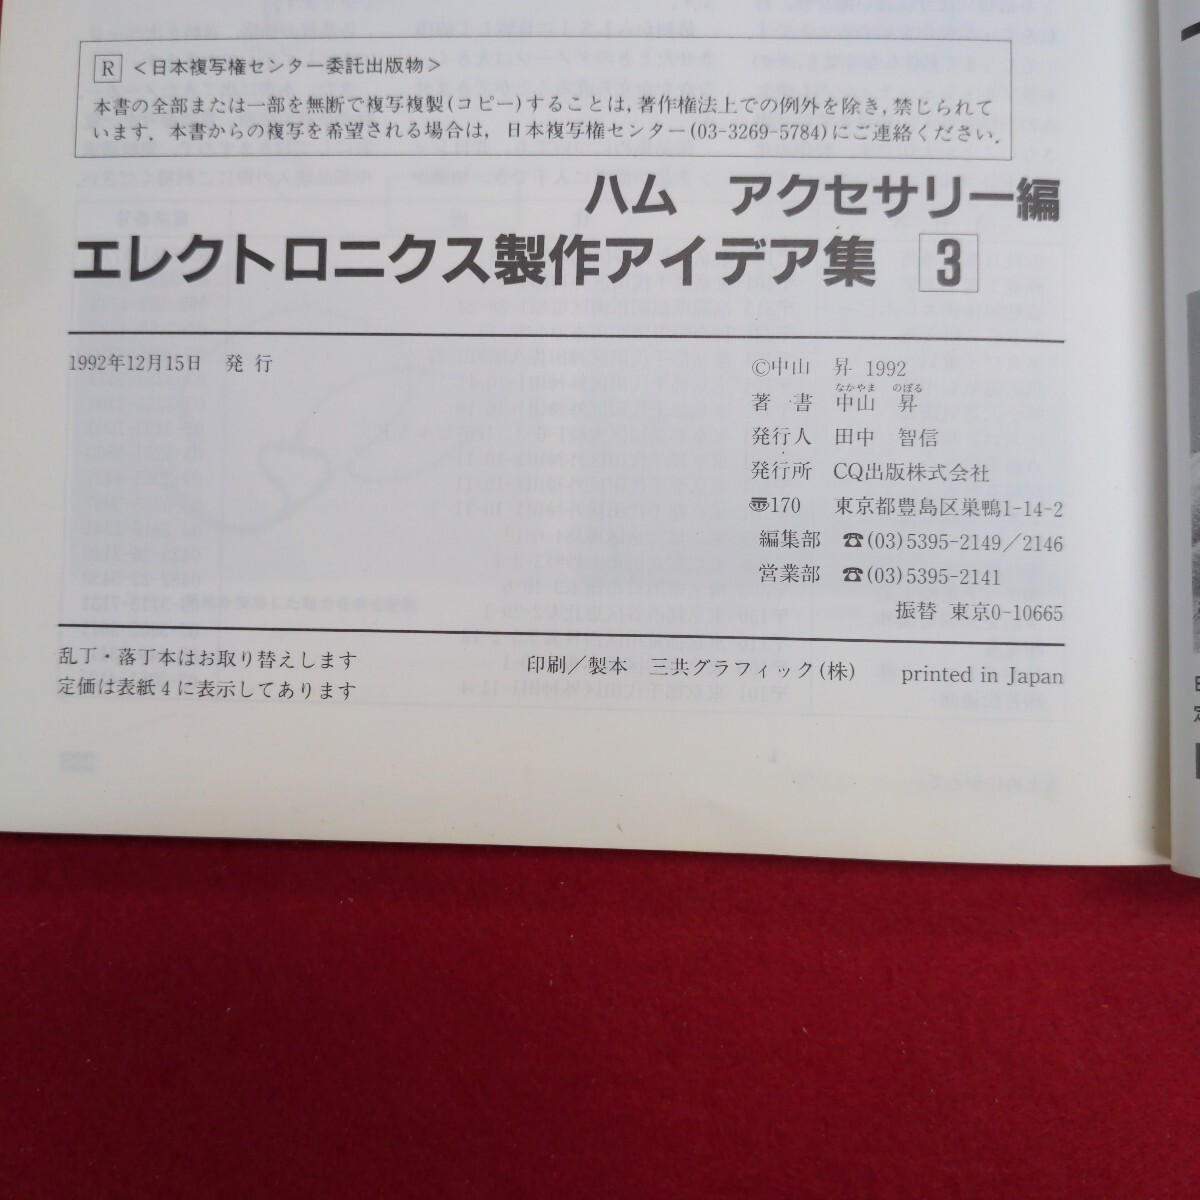 R <日本複写権センター委託出版物>
本書の全部または一部を無断で複写複製(コピー)することは,著作権法上での例外を除き,禁じられて
います.本書からの複写を希望される場合は,日本複写権センター(03-3269-5784)にご連絡ください.
ハム アクセサリー編
エレクトロニクス製作アイデア集 3
1992年12月15日 発行
©中山 昇 1992
なかやま のぼる
著 書 中山 昇
発行人 田中 智信
発行所 CQ出版株式会社
〠170 東京都豊島区巣鴨1-14-2
編集部 ☎(03)5395-2149/2146
営業部 ☎(03)5395-2141
振替 東京0-10665
乱丁・落丁本はお取り替えします
定価は表紙4に表示してあります
印刷/製本 三共グラフィック(株) printed in Japan